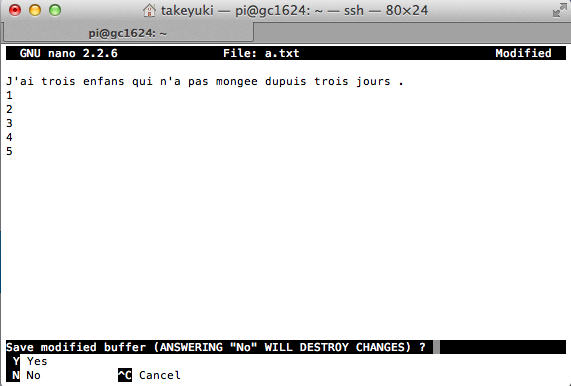 takeyuki — pi@gc1624: ~ — ssh — 80×24
pi@gc1624: ~
GNU nano 2.2.6 File: a.txt Modified
J'ai trois enfans qui n'a pas mongee dupuis trois jours .
1
2
3
4
5
Save modified buffer (ANSWERING "No" WILL DESTROY CHANGES) ?
Y Yes
N No ^C Cancel